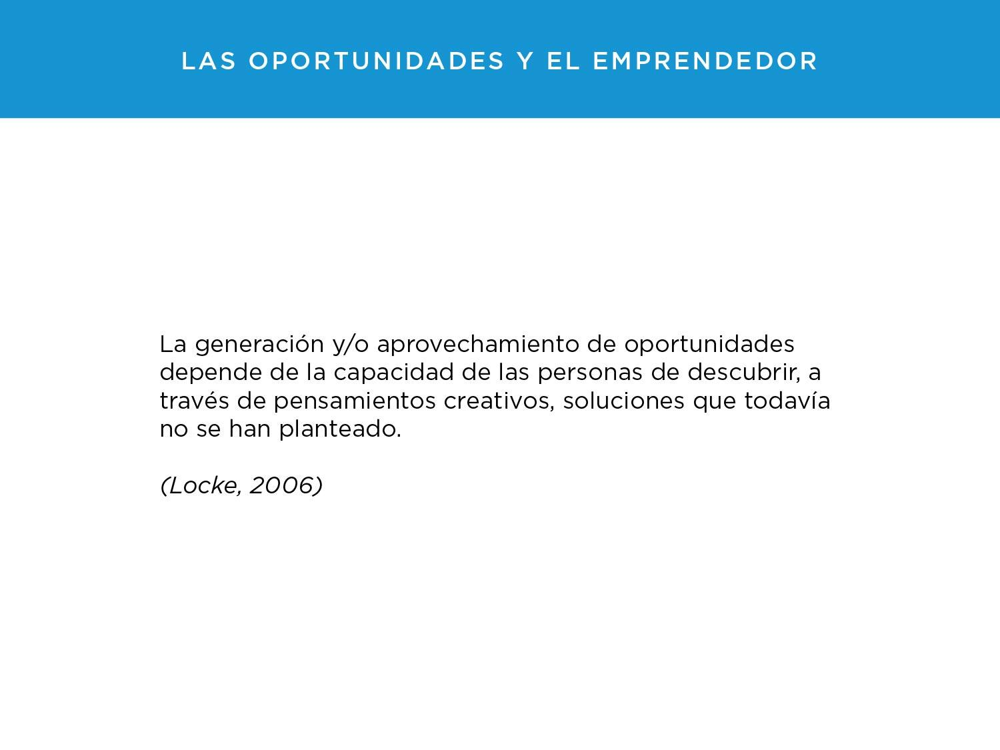 LAS OPORTUNIDADES Y EL EMPRENDEDOR
La generación y/o aprovechamiento de oportunidades
depende de la capacidad de las personas de descubrir, a
través de pensamientos creativos, soluciones que todavía
no se han planteado.
(Locke, 2006)